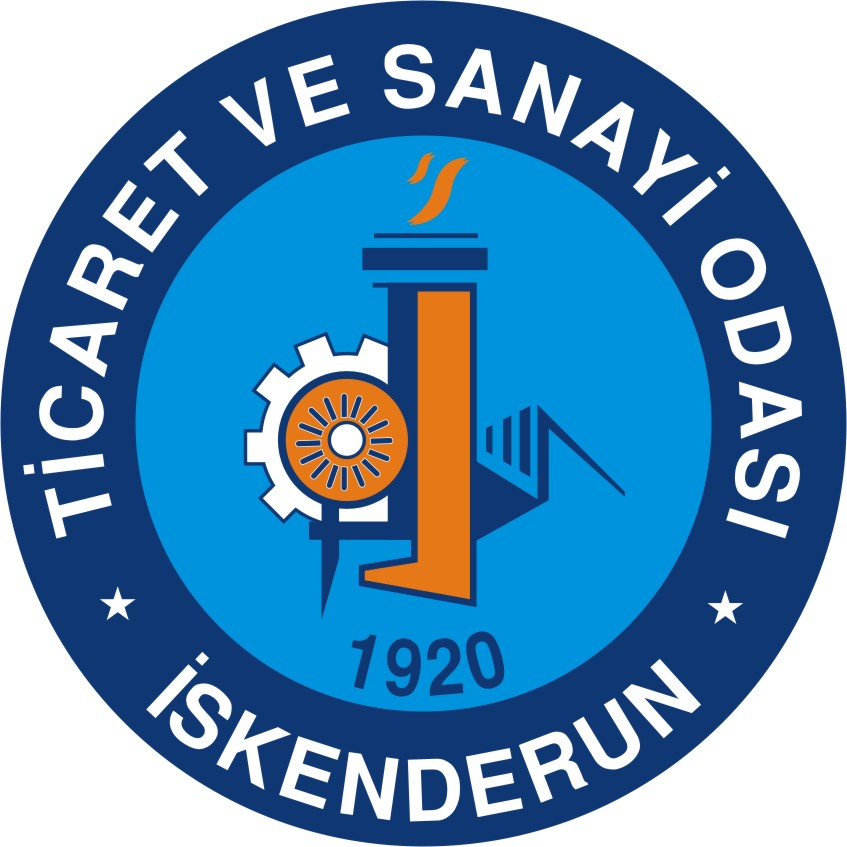 TİCARET VE SANAYİ ODASI
1920
İSKENDERUN